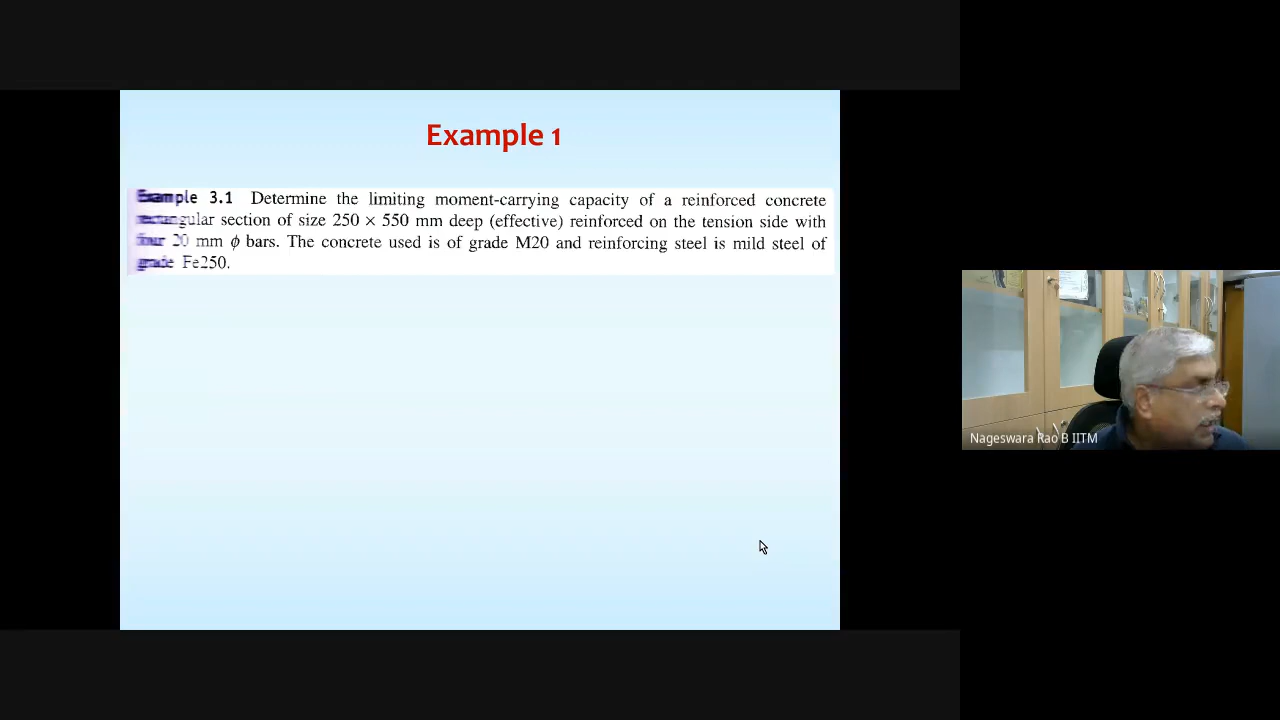 Example 1
Example 3.1 Determine the limiting moment-carrying capacity of a reinforced concrete
rectangular section of size 250 × 550 mm deep (effective) reinforced on the tension side with
four 20 mm ϕ bars. The concrete used is of grade M20 and reinforcing steel is mild steel of
grade Fe250.
Nageswara Rao B IITM